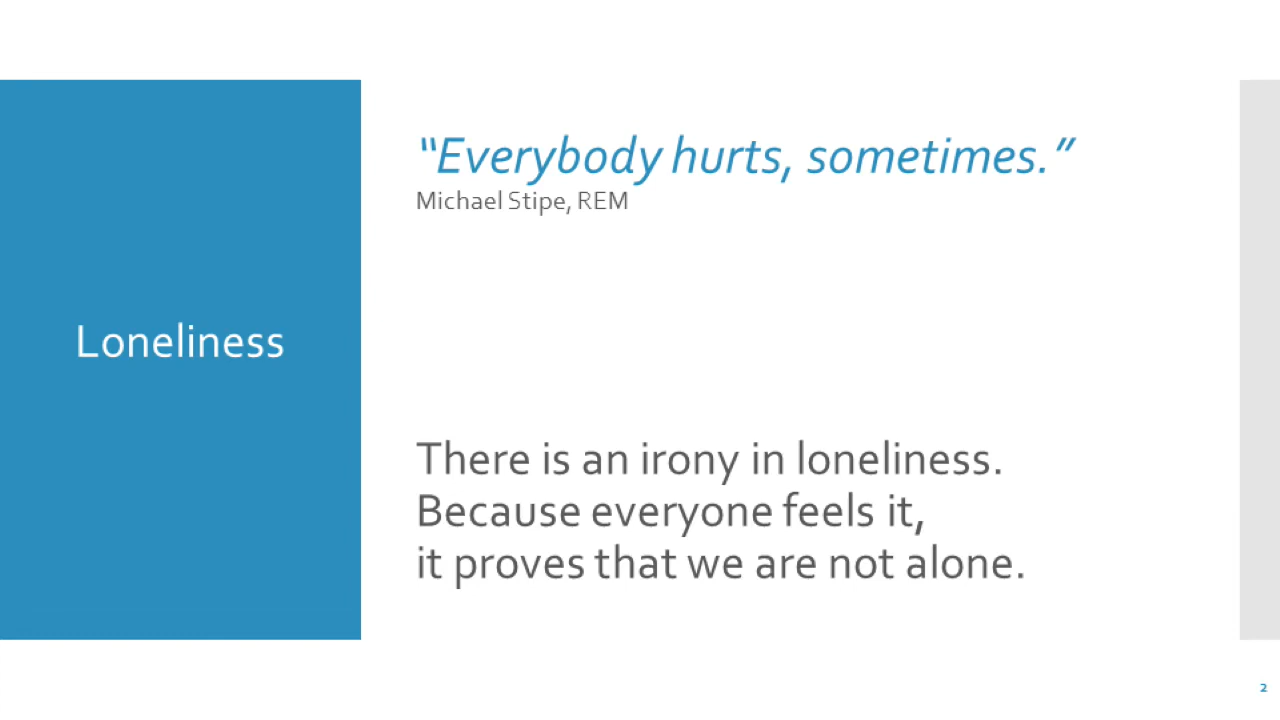 Loneliness
“Everybody hurts, sometimes.”
Michael Stipe, REM
There is an irony in loneliness.
Because everyone feels it,
it proves that we are not alone.
2